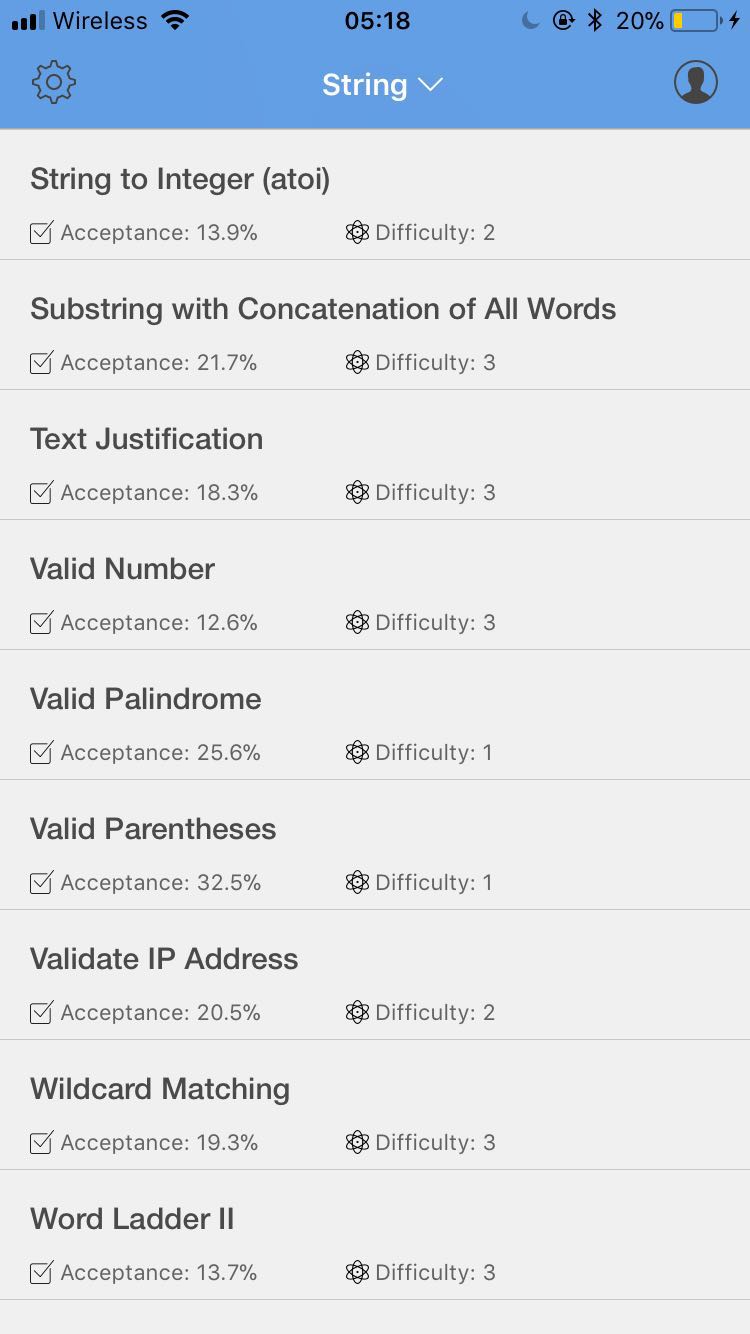 Wireless 05:18 20%
String
String to Integer (atoi)
Acceptance: 13.9% Difficulty: 2
Substring with Concatenation of All Words
Acceptance: 21.7% Difficulty: 3
Text Justification
Acceptance: 18.3% Difficulty: 3
Valid Number
Acceptance: 12.6% Difficulty: 3
Valid Palindrome
Acceptance: 25.6% Difficulty: 1
Valid Parentheses
Acceptance: 32.5% Difficulty: 1
Validate IP Address
Acceptance: 20.5% Difficulty: 2
Wildcard Matching
Acceptance: 19.3% Difficulty: 3
Word Ladder II
Acceptance: 13.7% Difficulty: 3